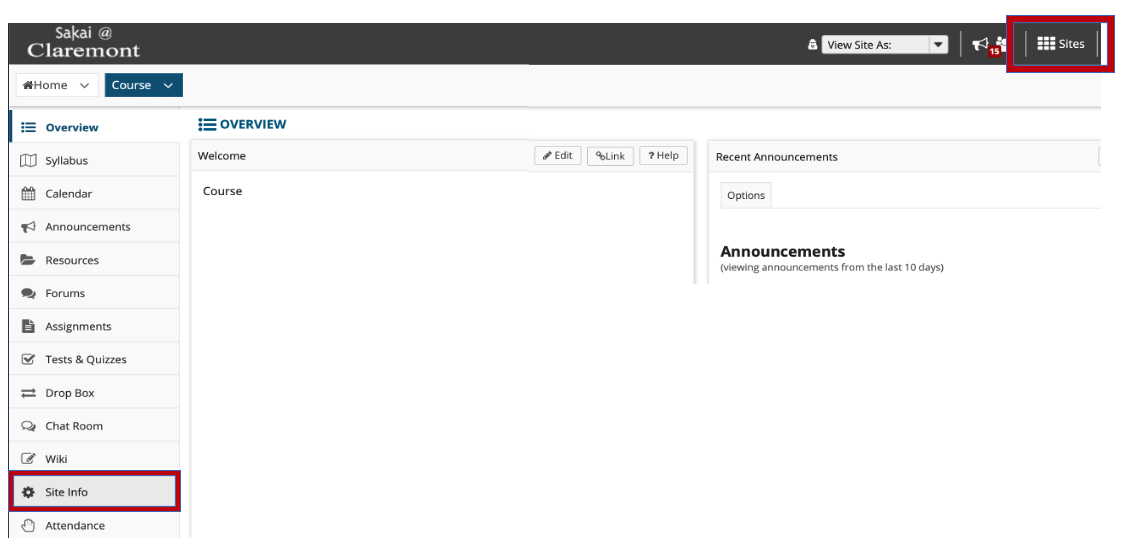 Sakai @
Claremont
View Site As:
15
Sites
Home
Course
Overview
Syllabus
Calendar
Announcements
Resources
Forums
Assignments
Tests & Quizzes
Drop Box
Chat Room
Wiki
Site Info
Attendance
OVERVIEW
Welcome
Edit
Link
? Help
Course
Recent Announcements
Options
Announcements
(viewing announcements from the last 10 days)